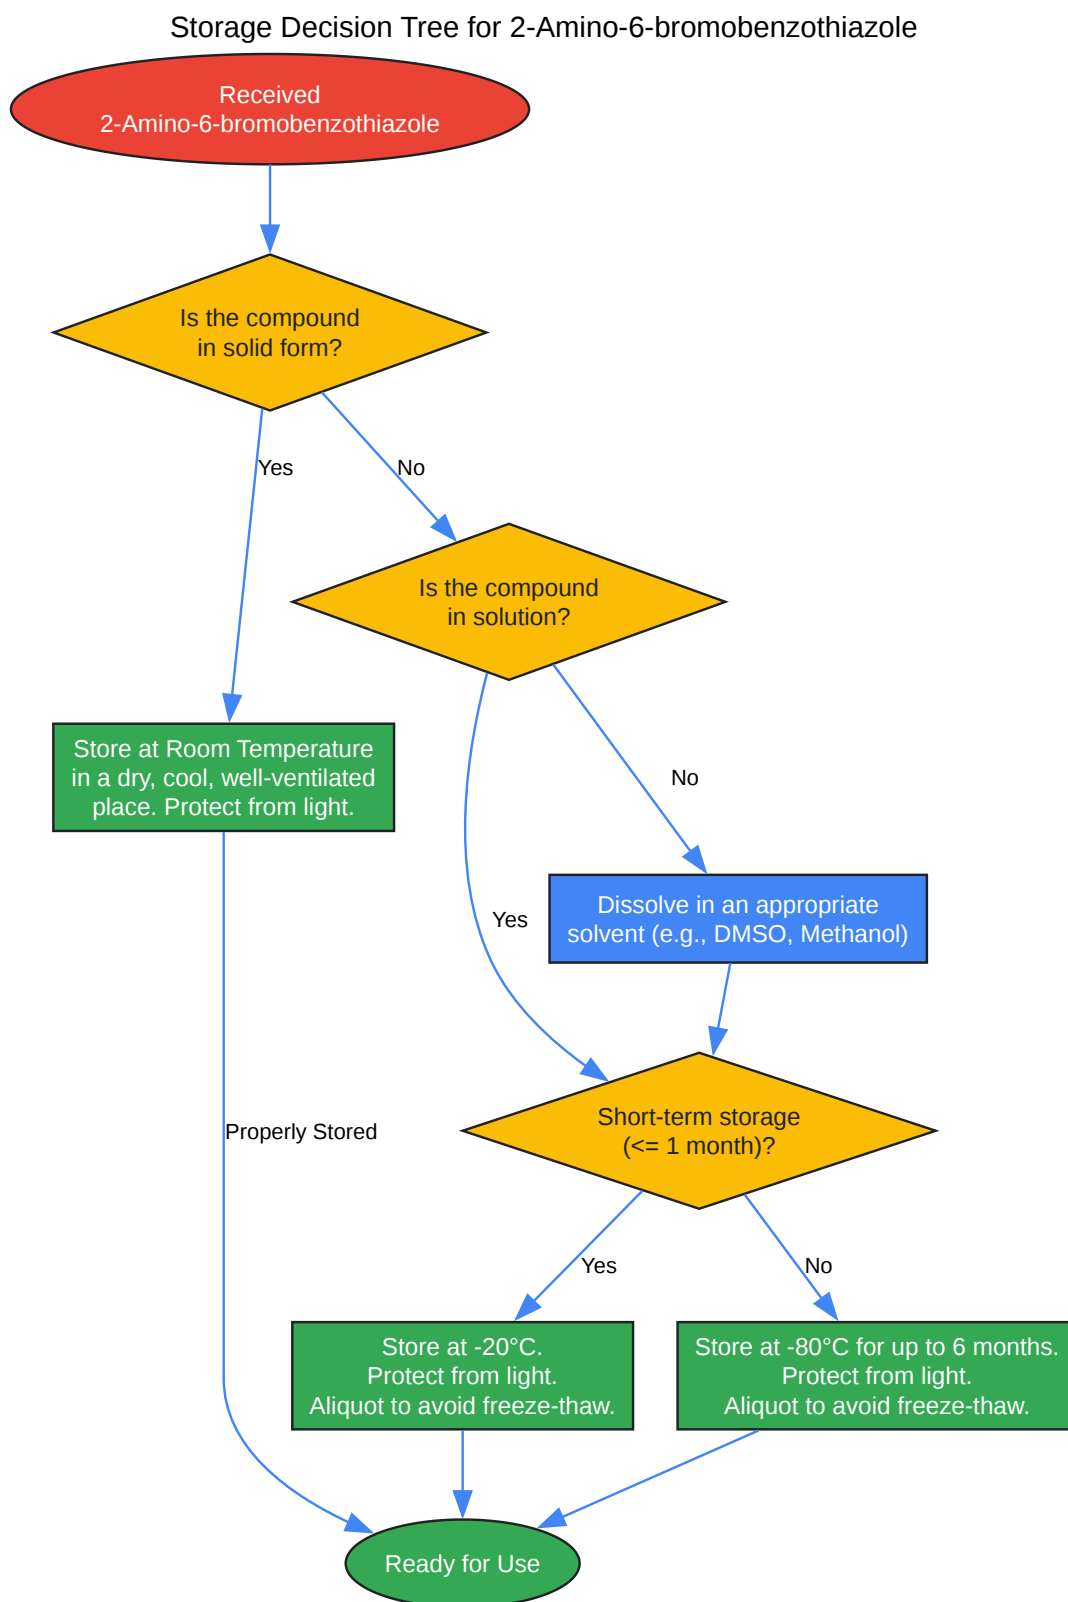 Storage Decision Tree for 2-Amino-6-bromobenzothiazole
Received
2-Amino-6-bromobenzothiazole
Is the compound
in solid form?
Yes
No
Is the compound
in solution?
Store at Room Temperature
in a dry, cool, well-ventilated
place. Protect from light.
No
Yes
Dissolve in an appropriate
solvent (e.g., DMSO, Methanol)
Properly Stored
Short-term storage
(<= 1 month)?
Yes
No
Store at -20°C.
Protect from light.
Aliquot to avoid freeze-thaw.
Store at -80°C for up to 6 months.
Protect from light.
Aliquot to avoid freeze-thaw.
Ready for Use